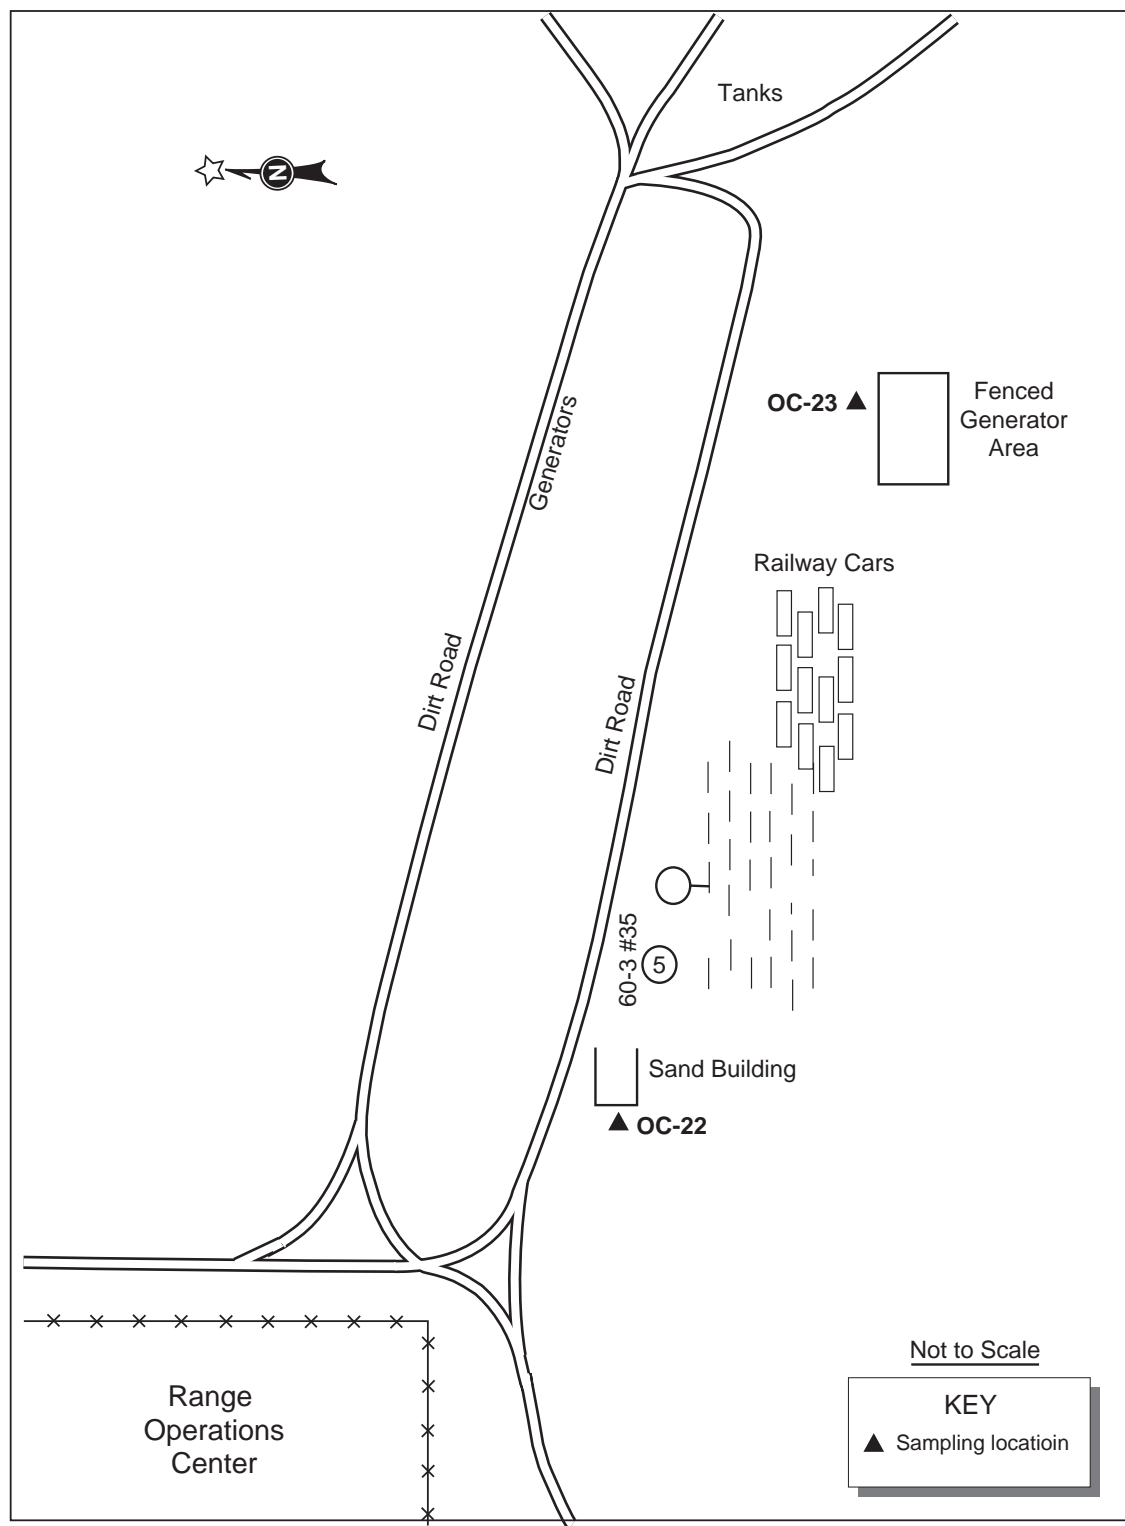 Tanks
N
OC-23
Fenced
Generator
Area
Generators
Railway Cars
Dirt Road
Dirt Road
60-3 #35
5
Sand Building
OC-22
Not to Scale
KEY
Sampling locatioin
Range
Operations
Center